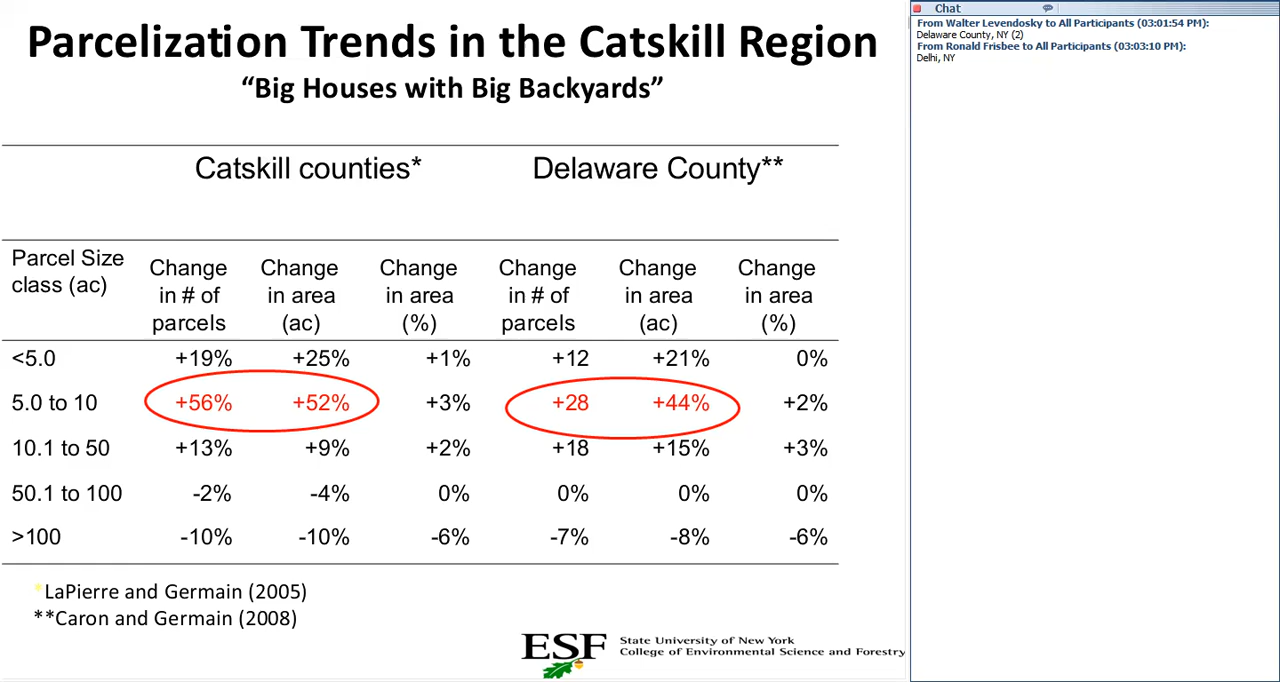 Parcelization Trends in the Catskill Region
“Big Houses with Big Backyards”
Catskill counties* Delaware County**
Parcel Size class (ac) Change in # of parcels Change in area (ac) Change in area (%) Change in # of parcels Change in area (ac) Change in area (%)
<5.0 +19% +25% +1% +12 +21% 0%
5.0 to 10 +56% +52% +3% +28 +44% +2%
10.1 to 50 +13% +9% +2% +18 +15% +3%
50.1 to 100 -2% -4% 0% 0% 0% 0%
>100 -10% -10% -6% -7% -8% -6%
*LaPierre and Germain (2005)
**Caron and Germain (2008)
ESF
State University of New York
College of Environmental Science and Forestry
Chat
From Walter Levendosky to All Participants (03:01:54 PM):
Delaware County, NY (2)
From Ronald Frisbee to All Participants (03:03:10 PM):
Delhi, NY